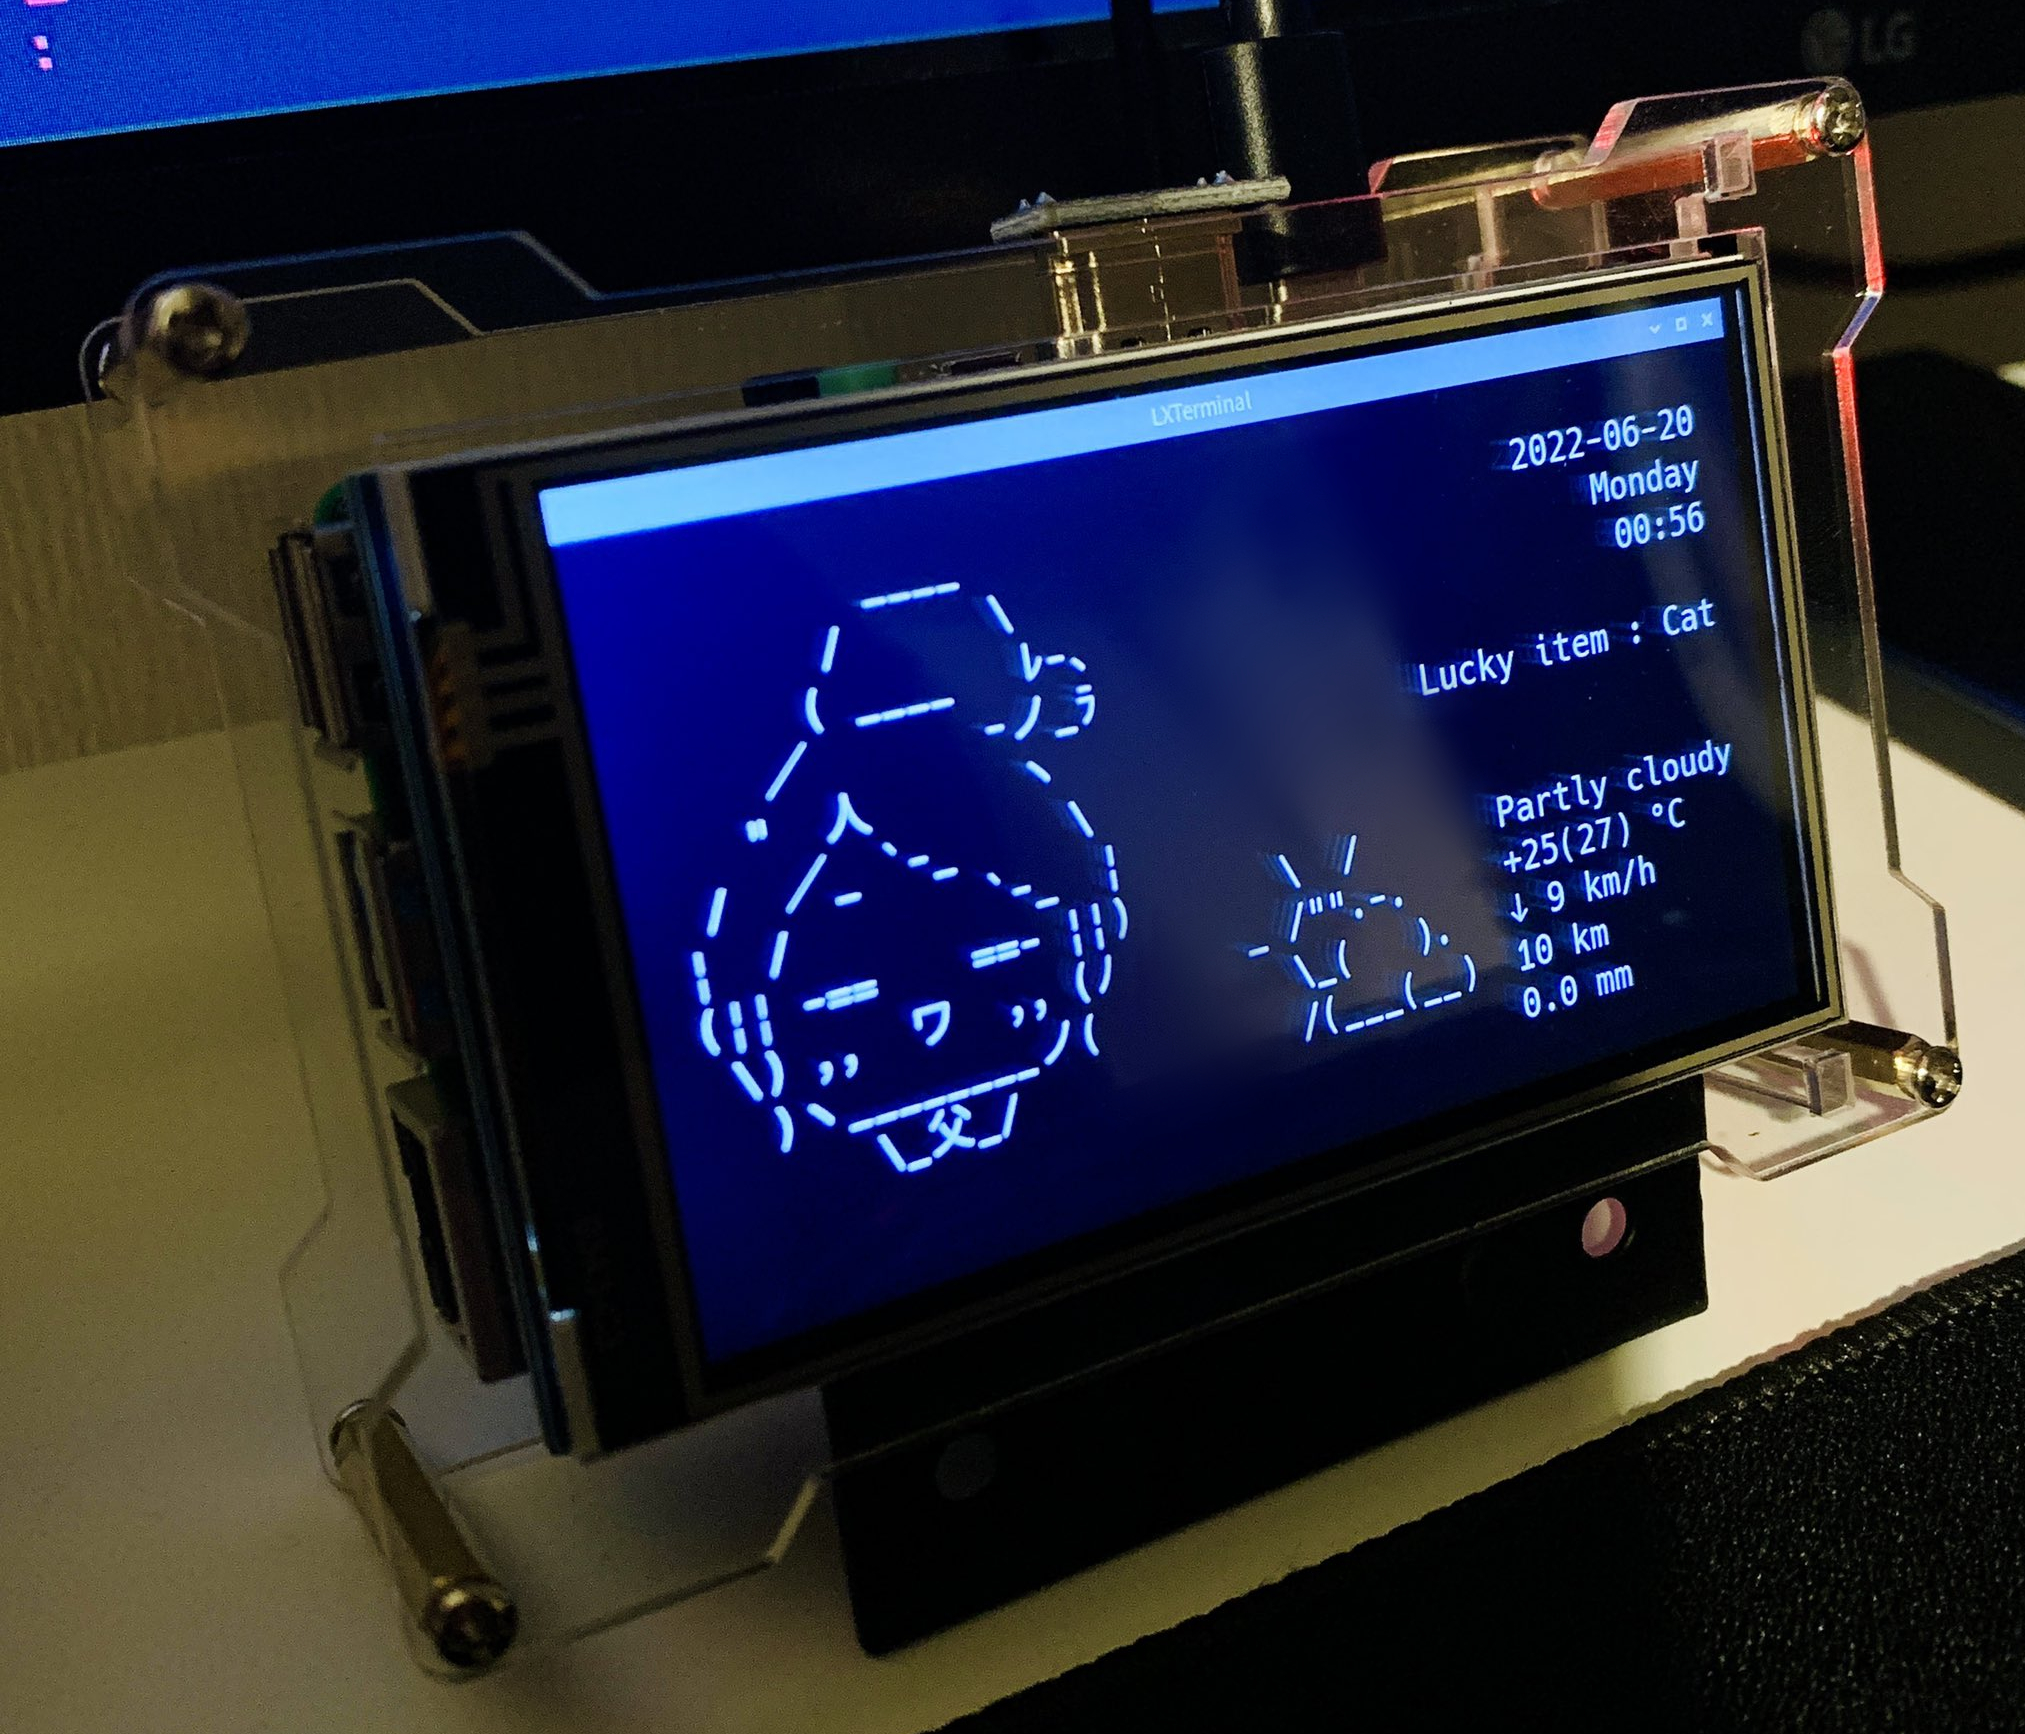 LG
LXTerminal
2022-06-20
Monday
00:56
Lucky item : Cat
Partly cloudy
+25(27) °C
↓ 9 km/h
10 km
0.0 mm